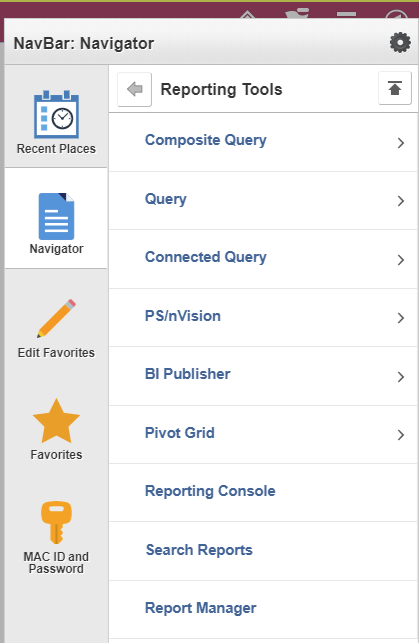 NavBar: Navigator
Recent Places
Navigator
Edit Favorites
Favorites
MAC ID and
Password
Reporting Tools
Composite Query
Query
Connected Query
PS/nVision
BI Publisher
Pivot Grid
Reporting Console
Search Reports
Report Manager